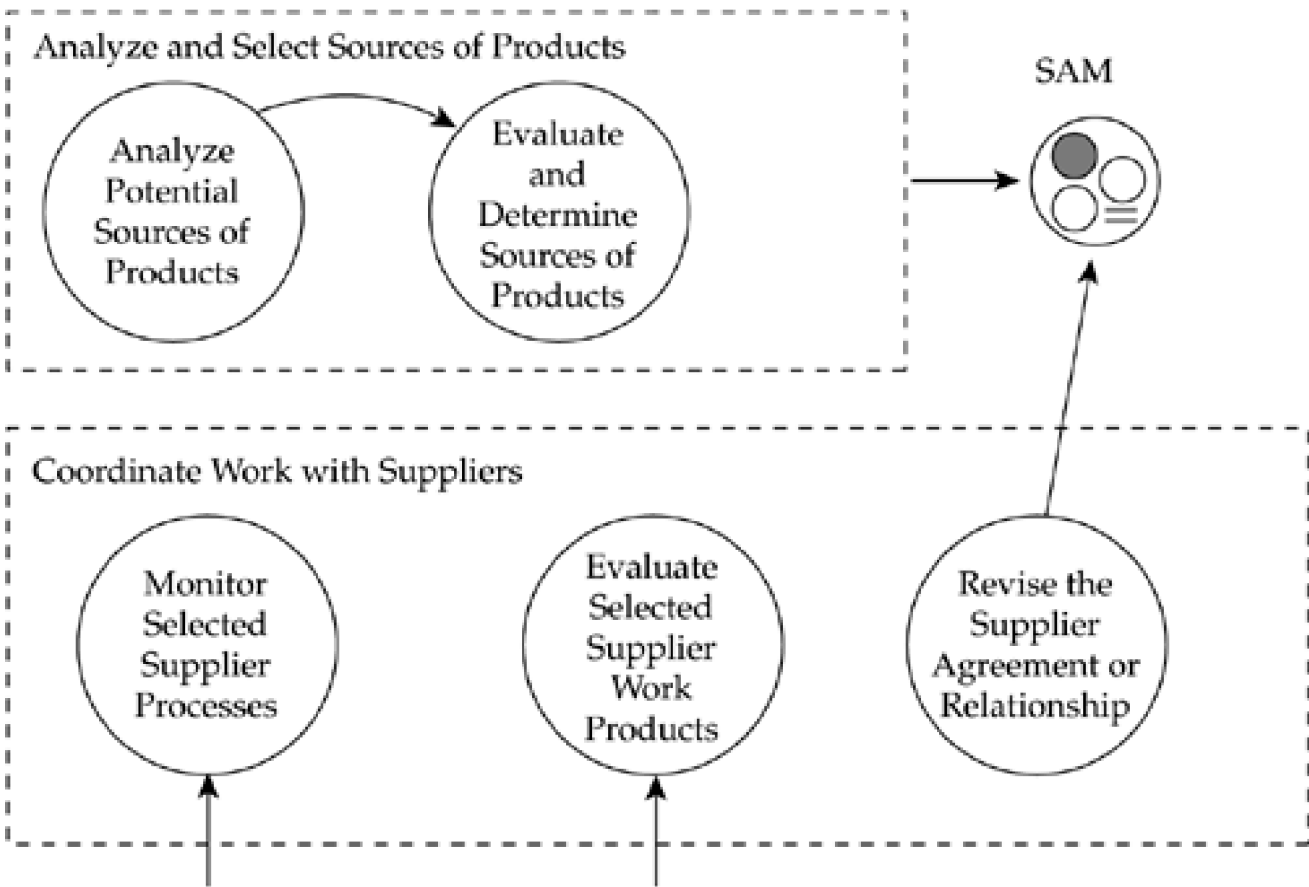 Analyze and Select Sources of Products
SAM
Analyze
Potential
Sources of
Products
Evaluate
and
Determine
Sources of
Products
Coordinate Work with Suppliers
Monitor
Selected
Supplier
Processes
Evaluate
Selected
Supplier
Work
Products
Revise the
Supplier
Agreement or
Relationship